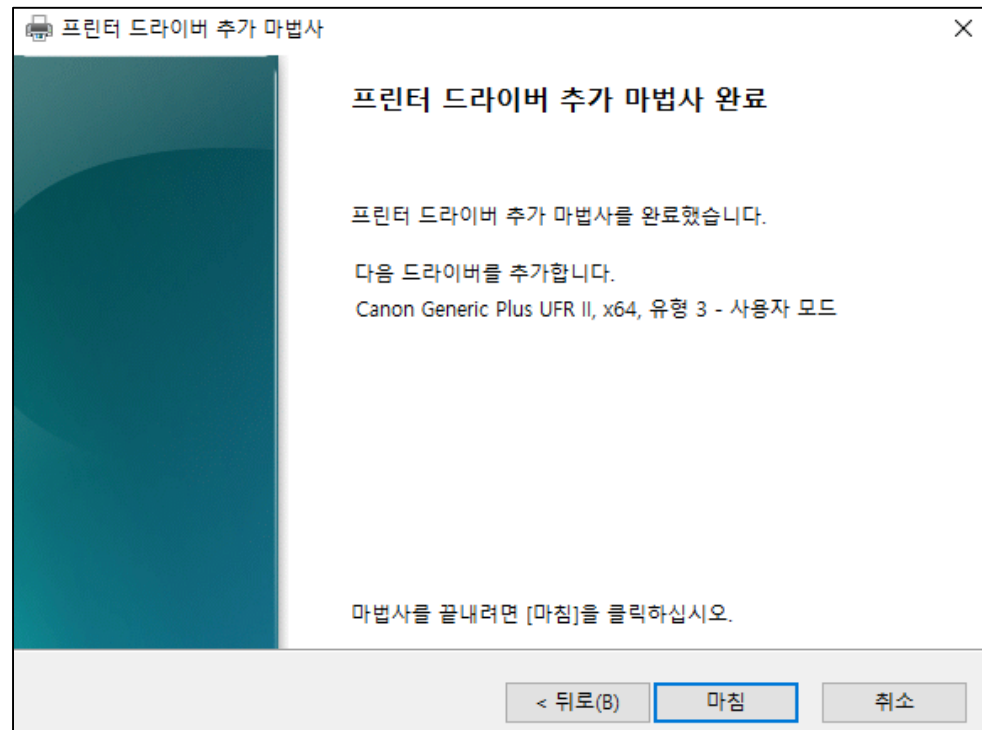 프린터 드라이버 추가 마법사
프린터 드라이버 추가 마법사 완료
프린터 드라이버 추가 마법사를 완료했습니다.
다음 드라이버를 추가합니다.
Canon Generic Plus UFR II, x64, 유형 3 - 사용자 모드
마법사를 끝내려면 [마침]을 클릭하십시오.
< 뒤로(B) 마침 취소